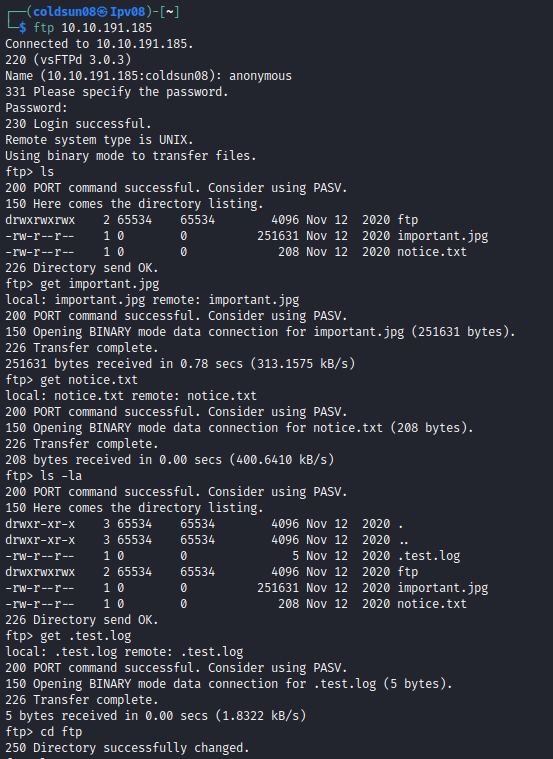 ┌──(coldsun08㉿Ipv08)-[~]
└─$ ftp 10.10.191.185
Connected to 10.10.191.185.
220 (vsFTPd 3.0.3)
Name (10.10.191.185:coldsun08): anonymous
331 Please specify the password.
Password:
230 Login successful.
Remote system type is UNIX.
Using binary mode to transfer files.
ftp> ls
200 PORT command successful. Consider using PASV.
150 Here comes the directory listing.
drwxrwxrwx    2 65534    65534        4096 Nov 12  2020 ftp
-rw-r--r--    1 0        0          251631 Nov 12  2020 important.jpg
-rw-r--r--    1 0        0             208 Nov 12  2020 notice.txt
226 Directory send OK.
ftp> get important.jpg
local: important.jpg remote: important.jpg
200 PORT command successful. Consider using PASV.
150 Opening BINARY mode data connection for important.jpg (251631 bytes).
226 Transfer complete.
251631 bytes received in 0.78 secs (313.1575 kB/s)
ftp> get notice.txt
local: notice.txt remote: notice.txt
200 PORT command successful. Consider using PASV.
150 Opening BINARY mode data connection for notice.txt (208 bytes).
226 Transfer complete.
208 bytes received in 0.00 secs (400.6410 kB/s)
ftp> ls -la
200 PORT command successful. Consider using PASV.
150 Here comes the directory listing.
drwxr-xr-x    3 65534    65534        4096 Nov 12  2020 .
drwxr-xr-x    3 65534    65534        4096 Nov 12  2020 ..
-rw-r--r--    1 0        0               5 Nov 12  2020 .test.log
drwxrwxrwx    2 65534    65534        4096 Nov 12  2020 ftp
-rw-r--r--    1 0        0          251631 Nov 12  2020 important.jpg
-rw-r--r--    1 0        0             208 Nov 12  2020 notice.txt
226 Directory send OK.
ftp> get .test.log
local: .test.log remote: .test.log
200 PORT command successful. Consider using PASV.
150 Opening BINARY mode data connection for .test.log (5 bytes).
226 Transfer complete.
5 bytes received in 0.00 secs (1.8322 kB/s)
ftp> cd ftp
250 Directory successfully changed.